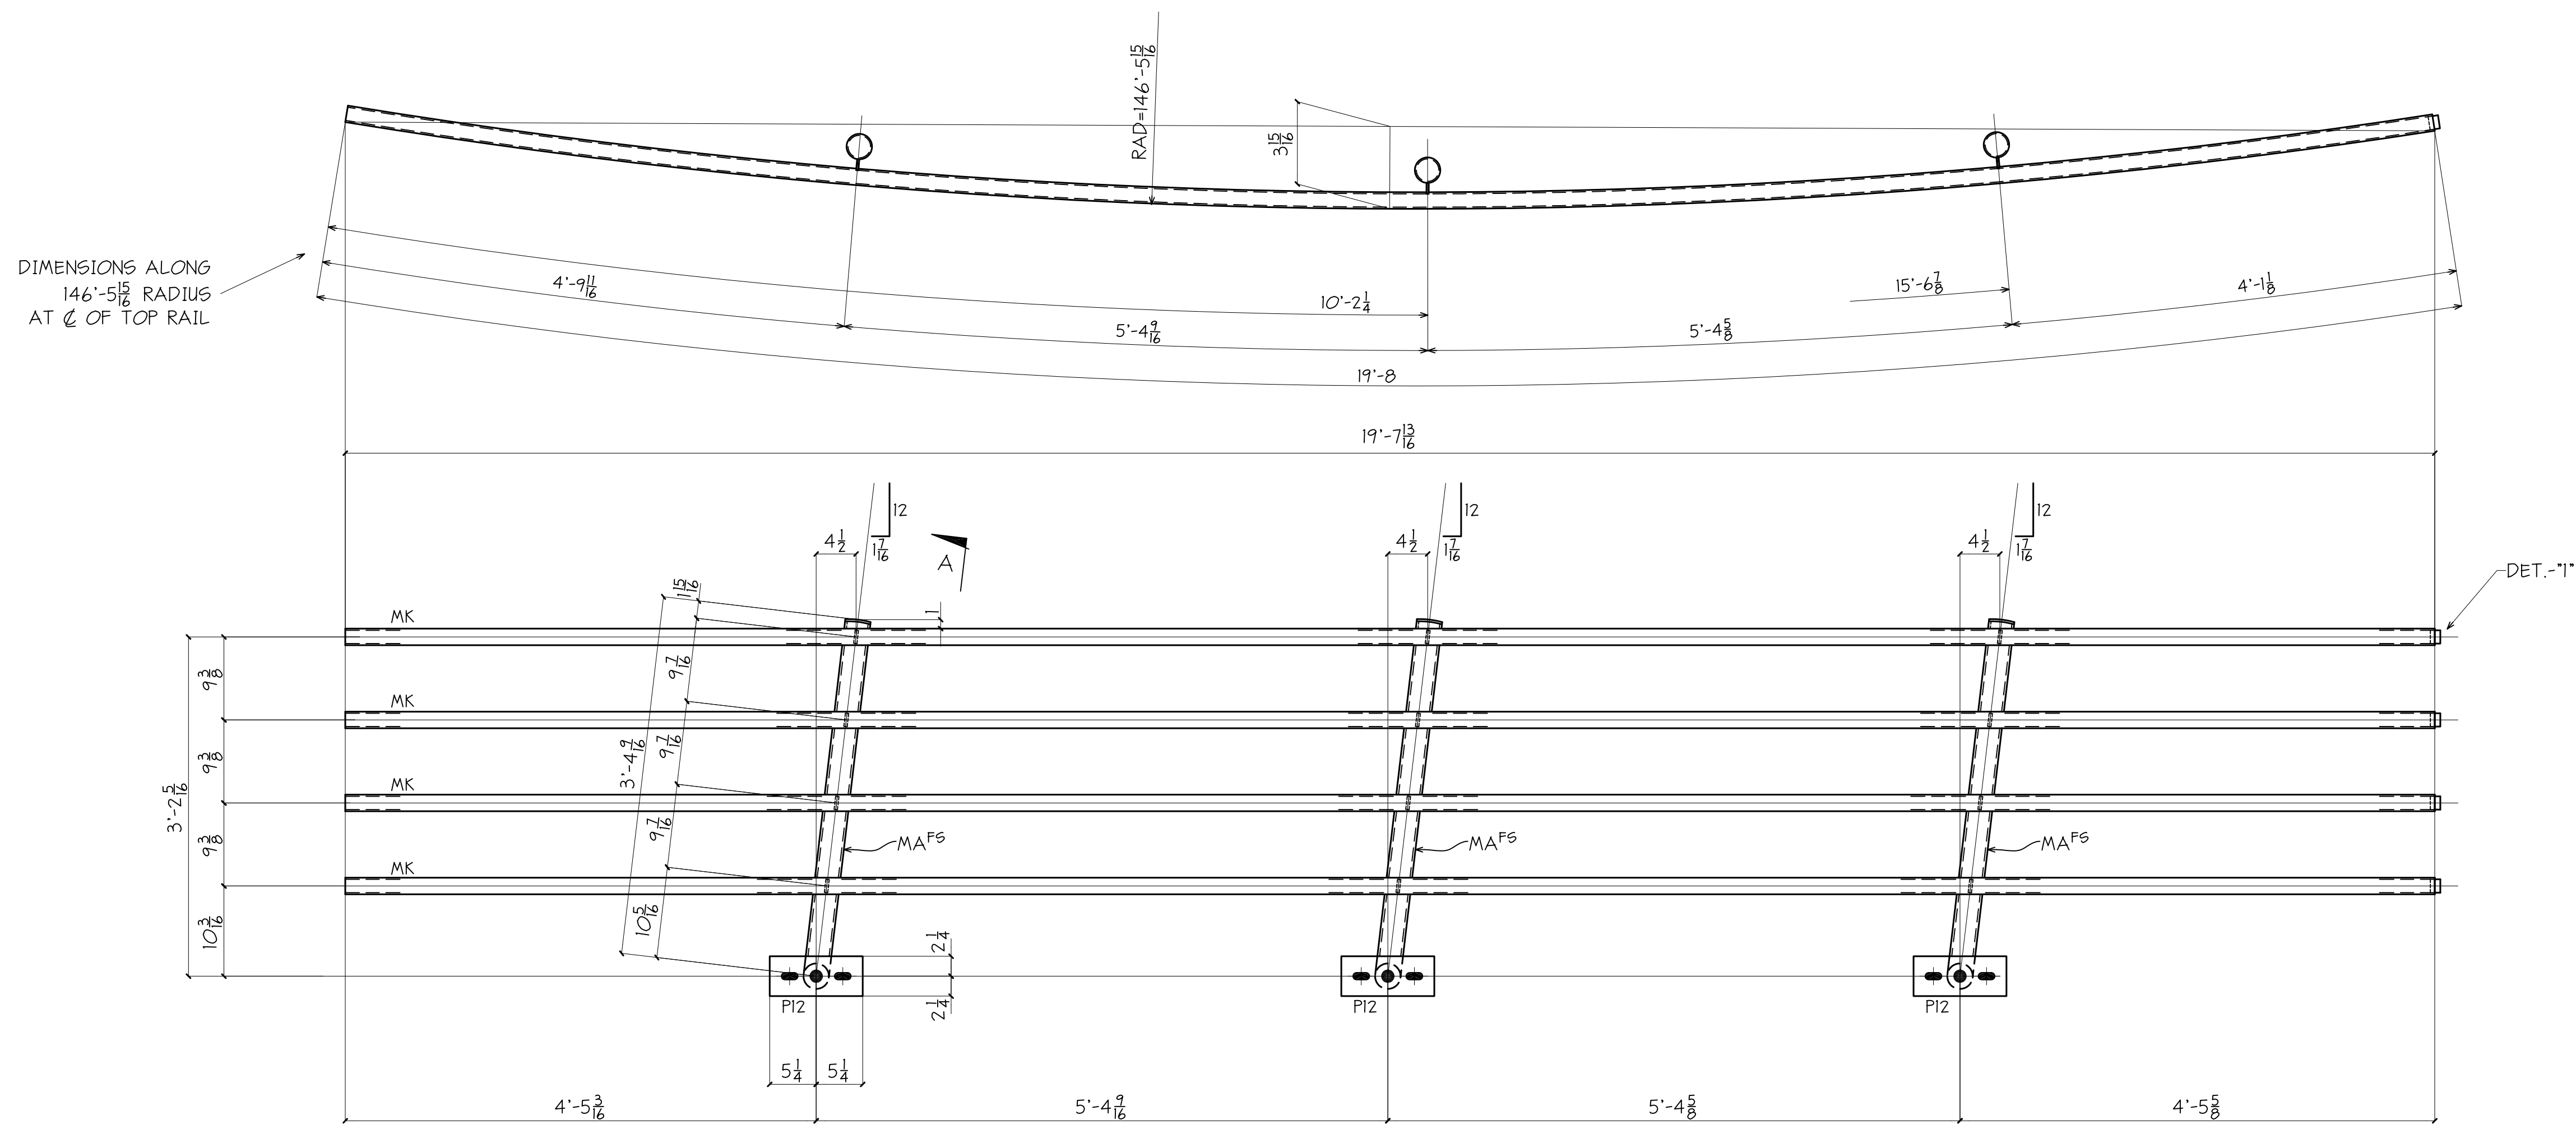 RAD=146'-5 15/16
3 15/16
DIMENSIONS ALONG
146'-5 15/16 RADIUS
AT ℄ OF TOP RAIL
4'-9 11/16
10'-2 1/4
15'-6 7/8
4'-1 1/8
5'-4 9/16
5'-4 5/8
19'-8
19'-7 13/16
12
1 7/16
4 1/2
12
1 7/16
4 1/2
12
1 7/16
4 1/2
A
DET.-"1"
1 15/16
1
MK
9 3/8
9 7/16
MK
9 3/8
9 7/16
3'-4 9/16
3'-2 5/16
MK
9 3/8
9 7/16
MA FS
MA FS
MA FS
MK
10 3/16
10 5/16
2 1/4
2 1/4
P12
P12
P12
5 1/4
5 1/4
4'-5 3/16
5'-4 9/16
5'-4 5/8
4'-5 5/8